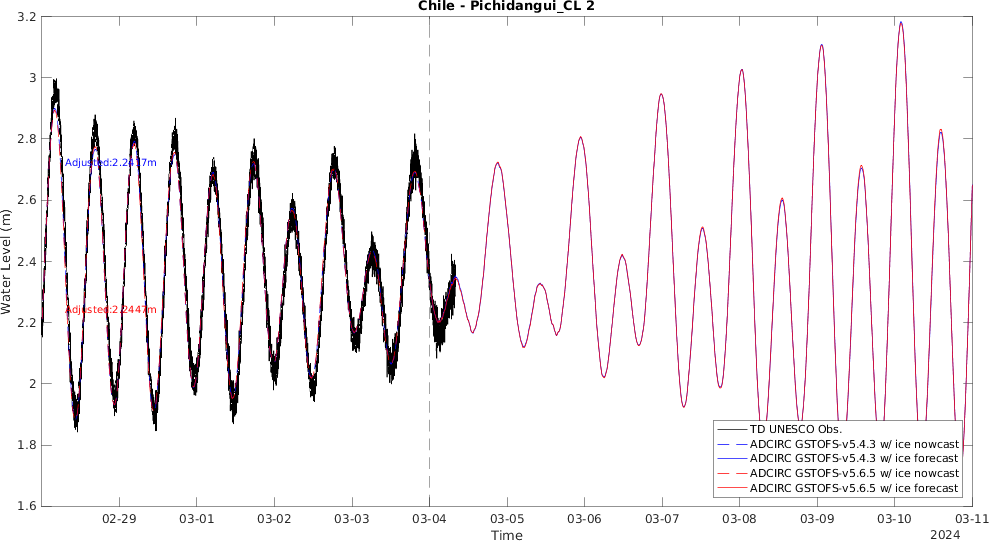 Chile - Pichidangui_CL 2
3.2
3
2.8
2.6
2.4
2.2
2
1.8
1.6
Water Level (m)
Adjusted:2.2417m
Adjusted:2.2447m
TD UNESCO Obs.
ADCIRC GSTOFS-v5.4.3 w/ ice nowcast
ADCIRC GSTOFS-v5.4.3 w/ ice forecast
ADCIRC GSTOFS-v5.6.5 w/ ice nowcast
ADCIRC GSTOFS-v5.6.5 w/ ice forecast
02-29 03-01 03-02 03-03 03-04 03-05 03-06 03-07 03-08 03-09 03-10 03-11
Time
2024